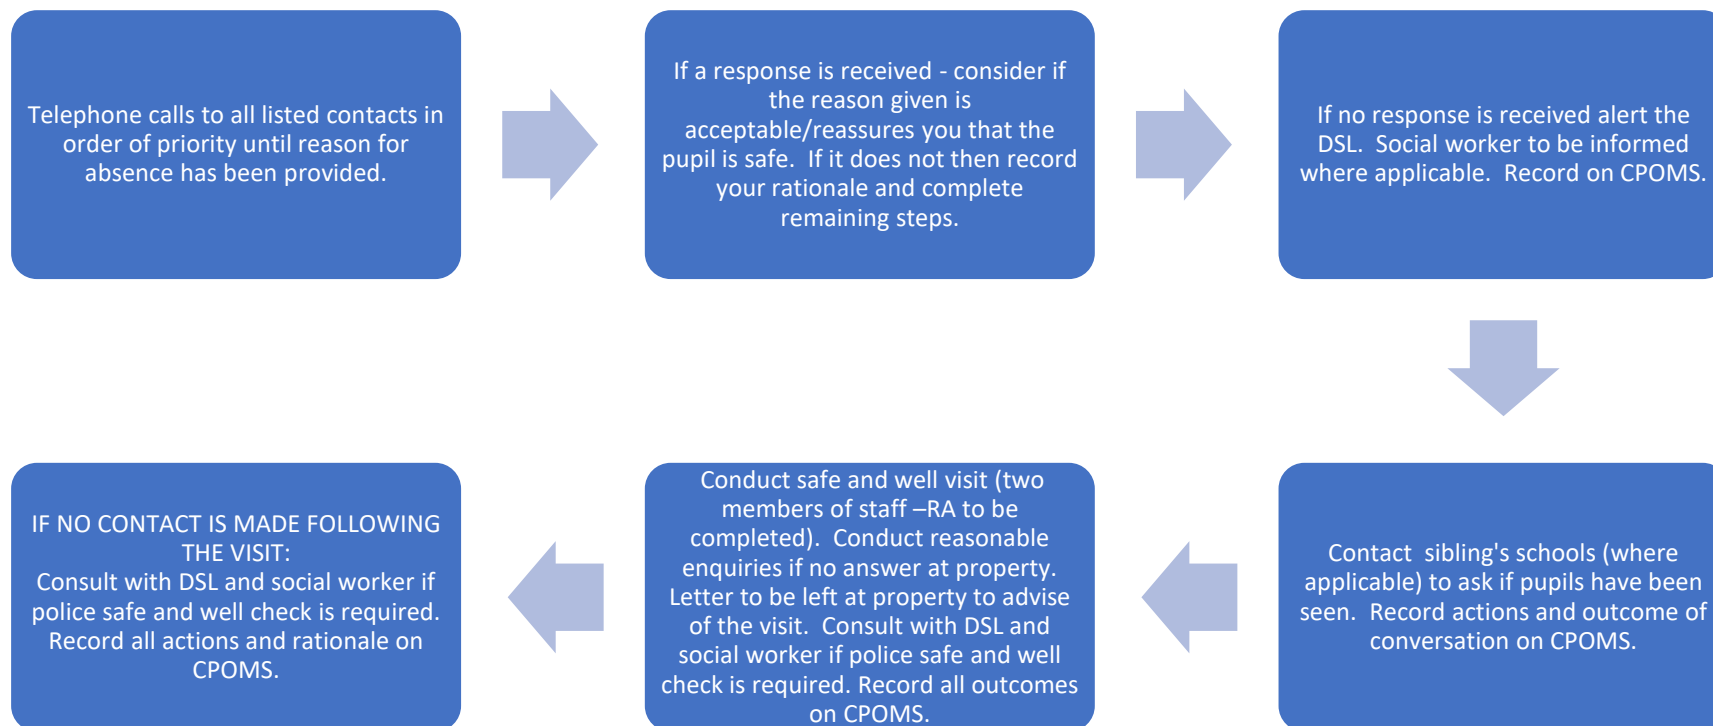 Telephone calls to all listed contacts in
order of priority until reason for
absence has been provided.
If a response is received - consider if
the reason given is
acceptable/reassures you that the
pupil is safe.  If it does not then record
your rationale and complete
remaining steps.
If no response is received alert the
DSL.  Social worker to be informed
where applicable.  Record on CPOMS.
Contact  sibling's schools (where
applicable) to ask if pupils have been
seen.  Record actions and outcome of
conversation on CPOMS.
Conduct safe and well visit (two
members of staff –RA to be
completed).  Conduct reasonable
enquiries if no answer at property.
Letter to be left at property to advise
of the visit.  Consult with DSL and
social worker if police safe and well
check is required. Record all outcomes
on CPOMS.
IF NO CONTACT IS MADE FOLLOWING
THE VISIT:
Consult with DSL and social worker if
police safe and well check is required.
Record all actions and rationale on
CPOMS.